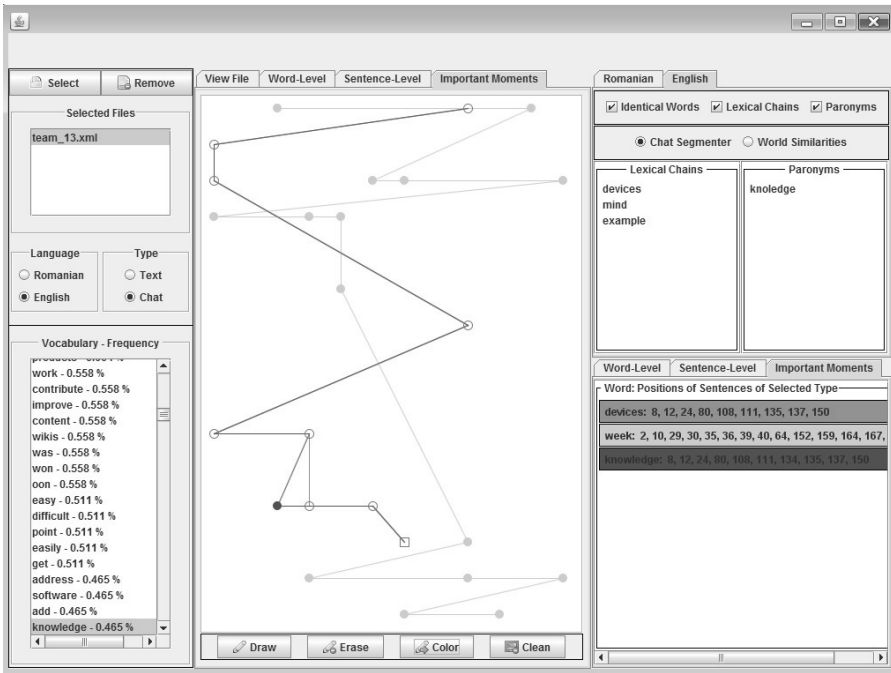 Select
Remove
Selected Files
team_13.xml
Language
Type
Romanian
Text
English
Chat
Vocabulary - Frequency
work - 0.558 %
contribute - 0.558 %
improve - 0.558 %
content - 0.558 %
wikis - 0.558 %
was - 0.558 %
won - 0.558 %
oon - 0.558 %
easy - 0.511 %
difficult - 0.511 %
point - 0.511 %
easily - 0.511 %
get - 0.511 %
address - 0.465 %
software - 0.465 %
add - 0.465 %
knowledge - 0.465 %
View File
Word-Level
Sentence-Level
Important Moments
Draw
Erase
Color
Clean
Romanian
English
Identical Words
Lexical Chains
Paronyms
Chat Segmenter
World Similarities
Lexical Chains
devices
mind
example
Paronyms
knoledge
Word-Level
Sentence-Level
Important Moments
Word: Positions of Sentences of Selected Type
devices: 8, 12, 24, 80, 108, 111, 135, 137, 150
week: 2, 10, 29, 30, 35, 36, 39, 40, 64, 152, 159, 164, 167,
knowledge: 8, 12, 24, 80, 108, 111, 134, 135, 137, 150